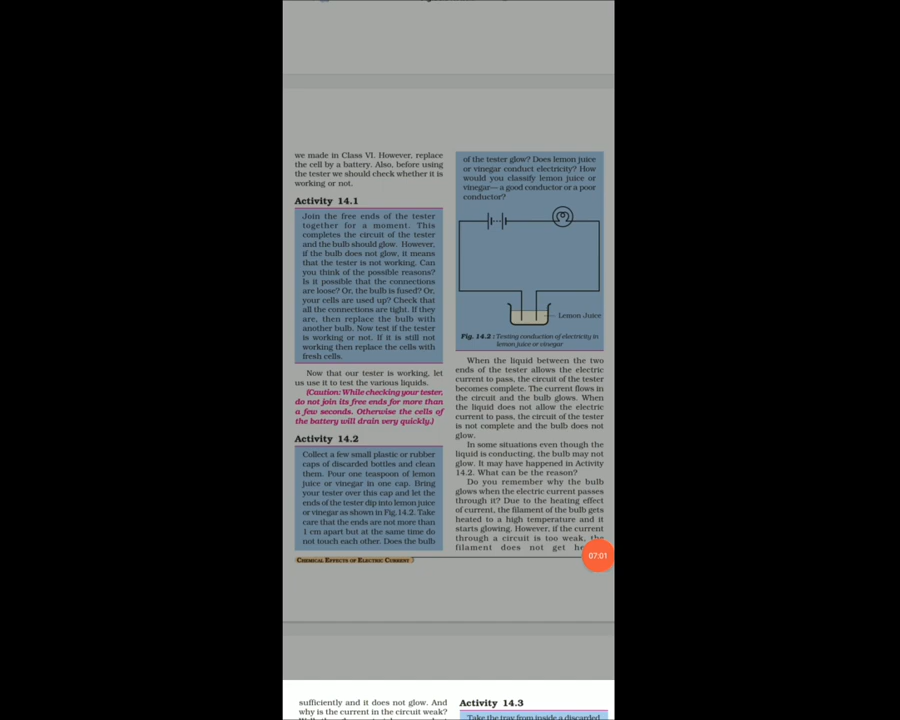 we made in Class VI. However, replace
the cell by a battery. Also, before using
the tester we should check whether it is
working or not.
Activity 14.1
Join the free ends of the tester
together for a moment. This
completes the circuit of the tester
and the bulb should glow. However,
if the bulb does not glow, it means
that the tester is not working. Can
you think of the possible reasons?
Is it possible that the connections
are loose? Or, the bulb is fused? Or,
your cells are used up? Check that
all the connections are tight. If they
are, then replace the bulb with
another bulb. Now test if the tester
is working or not. If it is still not
working then replace the cells with
fresh cells.
Now that our tester is working, let
us use it to test the various liquids.
(Caution: While checking your tester,
do not join its free ends for more than
a few seconds. Otherwise the cells of
the battery will drain very quickly.)
Activity 14.2
Collect a few small plastic or rubber
caps of discarded bottles and clean
them. Pour one teaspoon of lemon
juice or vinegar in one cap. Bring
your tester over this cap and let the
ends of the tester dip into lemon juice
or vinegar as shown in Fig.14.2. Take
care that the ends are not more than
1 cm apart but at the same time do
not touch each other. Does the bulb
of the tester glow? Does lemon juice
or vinegar conduct electricity? How
would you classify lemon juice or
vinegar— a good conductor or a poor
conductor?
Lemon Juice
Fig. 14.2 : Testing conduction of electricity in
lemon juice or vinegar
When the liquid between the two
ends of the tester allows the electric
current to pass, the circuit of the tester
becomes complete. The current flows in
the circuit and the bulb glows. When
the liquid does not allow the electric
current to pass, the circuit of the tester
is not complete and the bulb does not
glow.
In some situations even though the
liquid is conducting, the bulb may not
glow. It may have happened in Activity
14.2. What can be the reason?
Do you remember why the bulb
glows when the electric current passes
through it? Due to the heating effect
of current, the filament of the bulb gets
heated to a high temperature and it
starts glowing. However, if the current
through a circuit is too weak, the
filament does not get
07:01
CHEMICAL EFFECTS OF ELECTRIC CURRENT
sufficiently and it does not glow. And
why is the current in the circuit weak?
Activity 14.3
Take the tray from inside a discarded